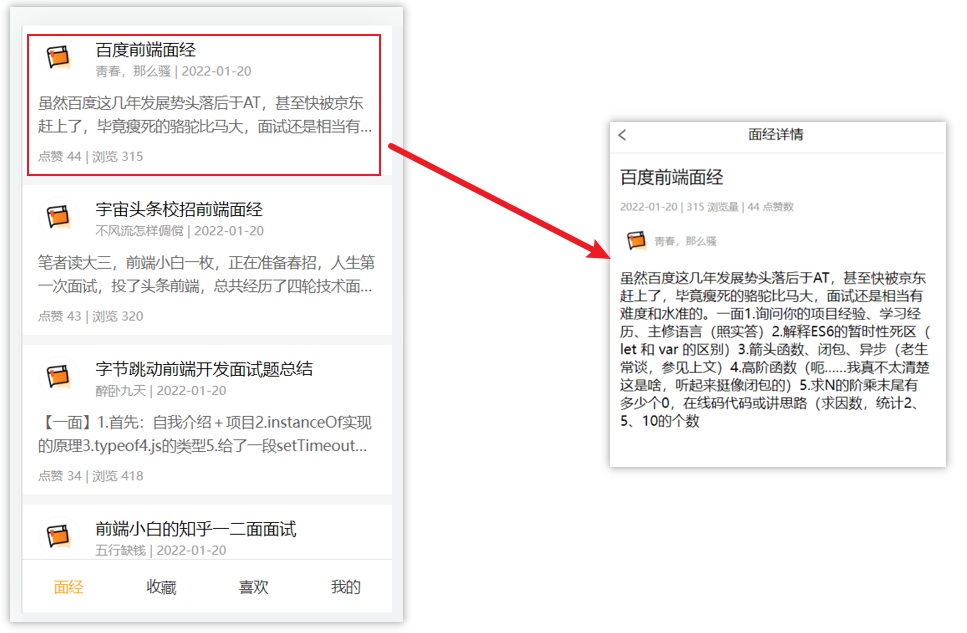 百度前端面经
青春，那么骚 | 2022-01-20
虽然百度这几年发展势头落后于AT，甚至快被京东
赶上了，毕竟瘦死的骆驼比马大，面试还是相当有...
点赞 44 | 浏览 315
宇宙头条校招前端面经
不风流怎样倜傥 | 2022-01-20
笔者读大三，前端小白一枚，正在准备春招，人生第
一次面试，投了头条前端，总共经历了四轮技术面...
点赞 43 | 浏览 320
字节跳动前端开发面试题总结
醉卧九天 | 2022-01-20
【一面】1.首先：自我介绍＋项目2.instanceOf实现
的原理3.typeof4.js的类型5.给了一段setTimeout...
点赞 34 | 浏览 418
前端小白的知乎一二面面试
五行缺钱 | 2022-01-20
面经 收藏 喜欢 我的
面经详情
百度前端面经
2022-01-20 | 315 浏览量 | 44 点赞数
青春，那么骚
虽然百度这几年发展势头落后于AT，甚至快被京东
赶上了，毕竟瘦死的骆驼比马大，面试还是相当有
难度和水准的。一面1.询问你的项目经验、学习经
历、主修语言（照实答）2.解释ES6的暂时性死区（
let 和 var 的区别）3.箭头函数、闭包、异步（老生
常谈，参见上文）4.高阶函数（呃......我真不太清楚
这是啥，听起来挺像闭包的）5.求N的阶乘末尾有
多少个0，在线码代码或讲思路（求因数，统计2、
5、10的个数